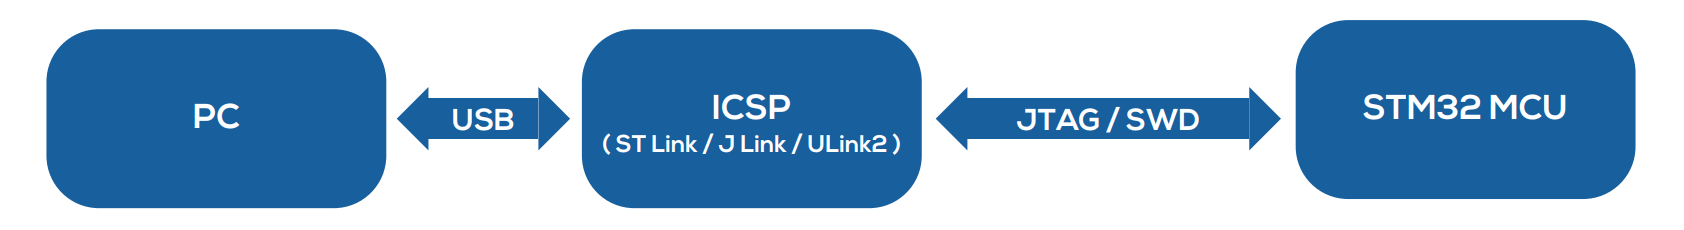 PC
USB
ICSP
( ST Link / J Link / ULink2 )
JTAG / SWD
STM32 MCU